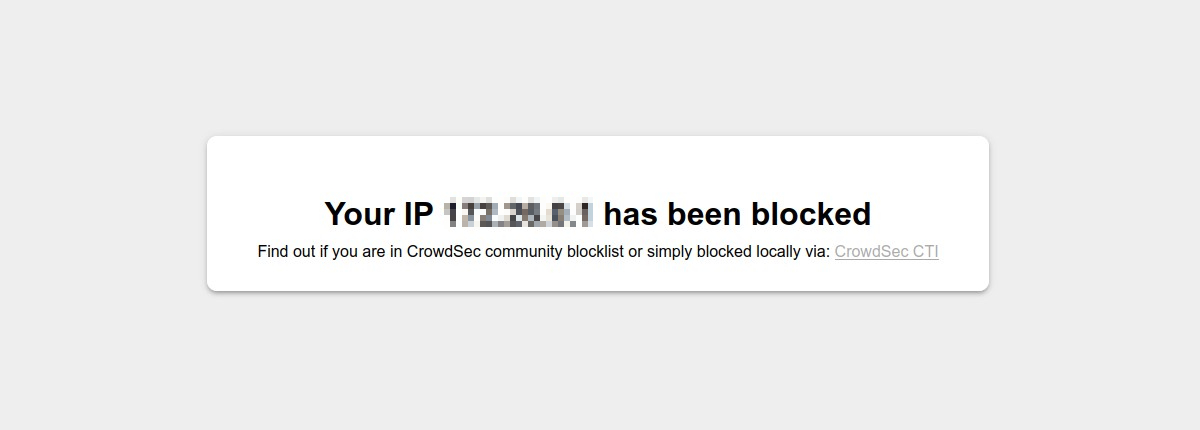 Your IP has been blocked
Find out if you are in CrowdSec community blocklist or simply blocked locally via: CrowdSec CTI